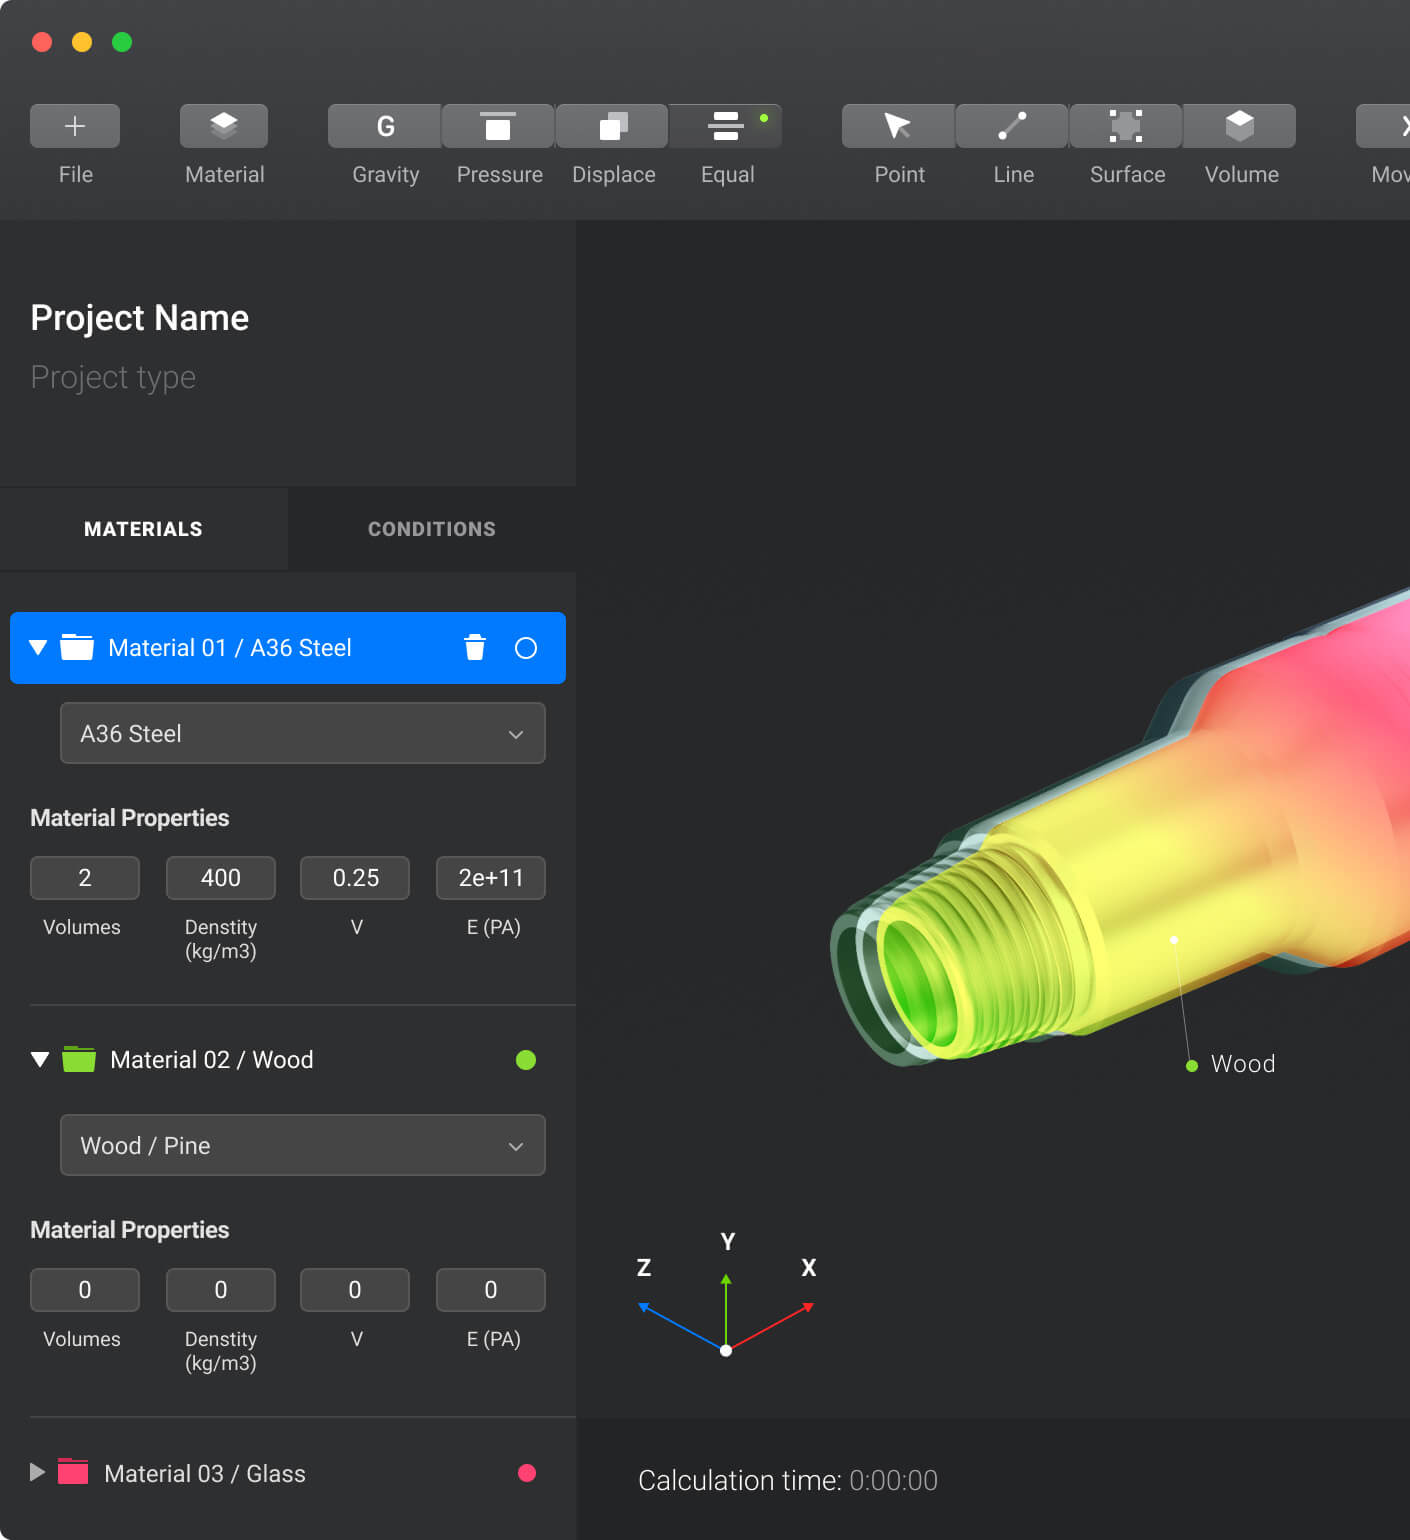 G
File
Material
Gravity
Pressure
Displace
Equal
Point
Line
Surface
Volume
Project Name
Project type
MATERIALS
CONDITIONS
Material 01 / A36 Steel
A36 Steel
Material Properties
2
400
0.25
2e+11
Volumes
Denstity
(kg/m3)
V
E (PA)
Material 02 / Wood
Wood / Pine
Material Properties
0
0
0
0
Volumes
Denstity
(kg/m3)
V
E (PA)
Material 03 / Glass
Wood
Y
Z
X
Calculation time: 0:00:00